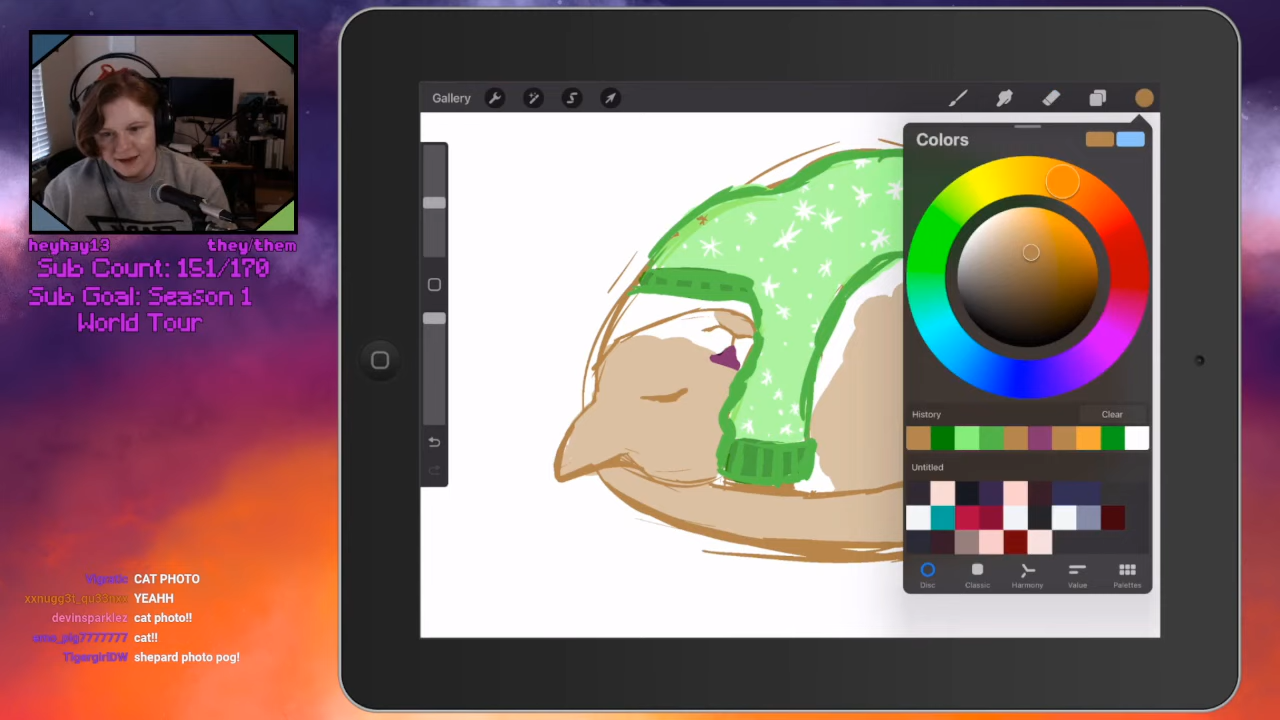 heyhay13 they/them
Sub Count: 151/170
Sub Goal: Season 1
World Tour
CAT PHOTO
YEAHH
devinsparklez cat photo!!
cat!!
TigergirlDW shepard photo pog!
Gallery
Colors
History Clear
Untitled
Disc Classic Harmony Value Palettes